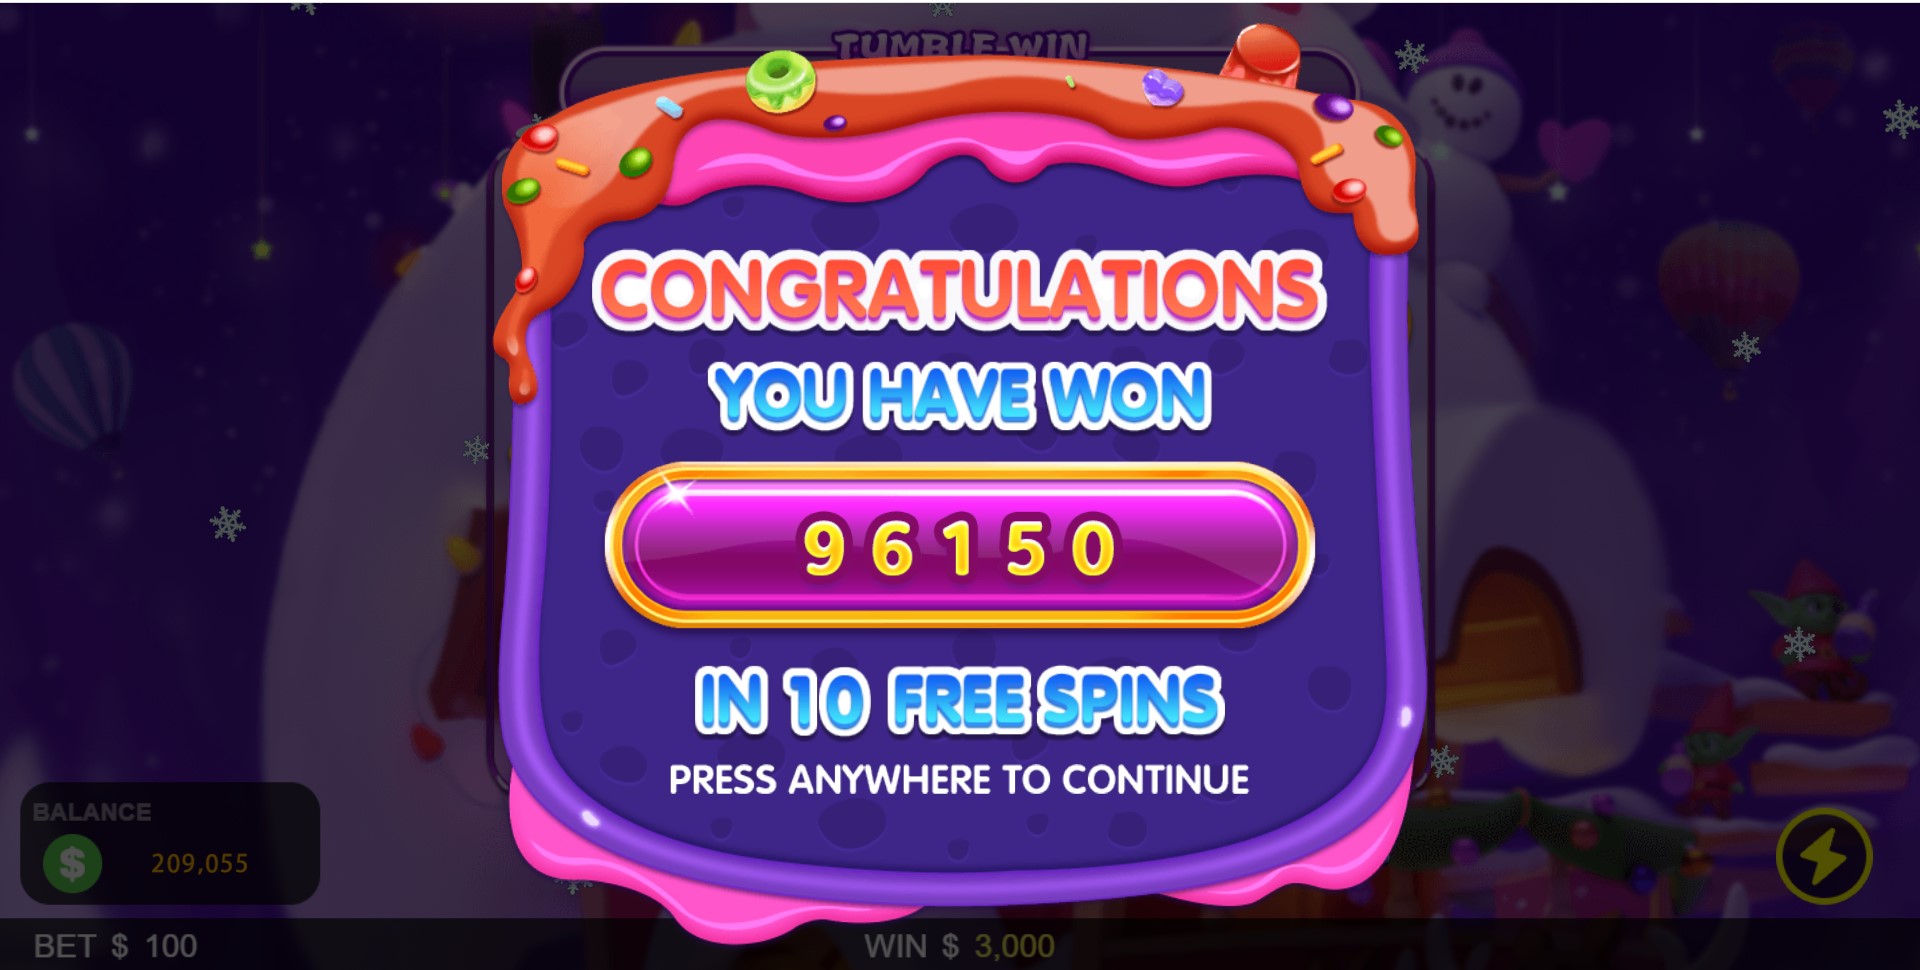 TUMBLE WIN
CONGRATULATIONS
YOU HAVE WON
96150
IN 10 FREE SPINS
PRESS ANYWHERE TO CONTINUE
BALANCE
$ 209,055
BET $ 100
WIN $ 3,000